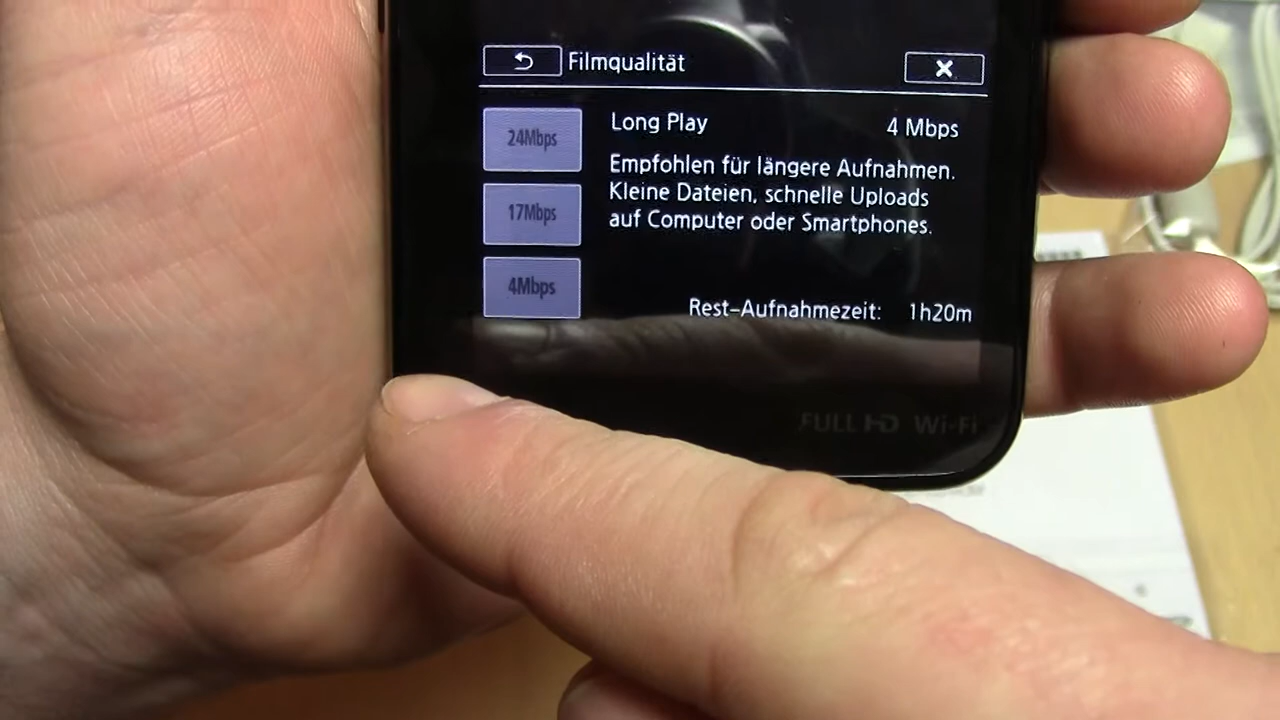 Filmqualität
24Mbps
17Mbps
4Mbps
Long Play 4 Mbps
Empfohlen für längere Aufnahmen.
Kleine Dateien, schnelle Uploads
auf Computer oder Smartphones.
Rest-Aufnahmezeit: 1h20m
FULL HD Wi-Fi